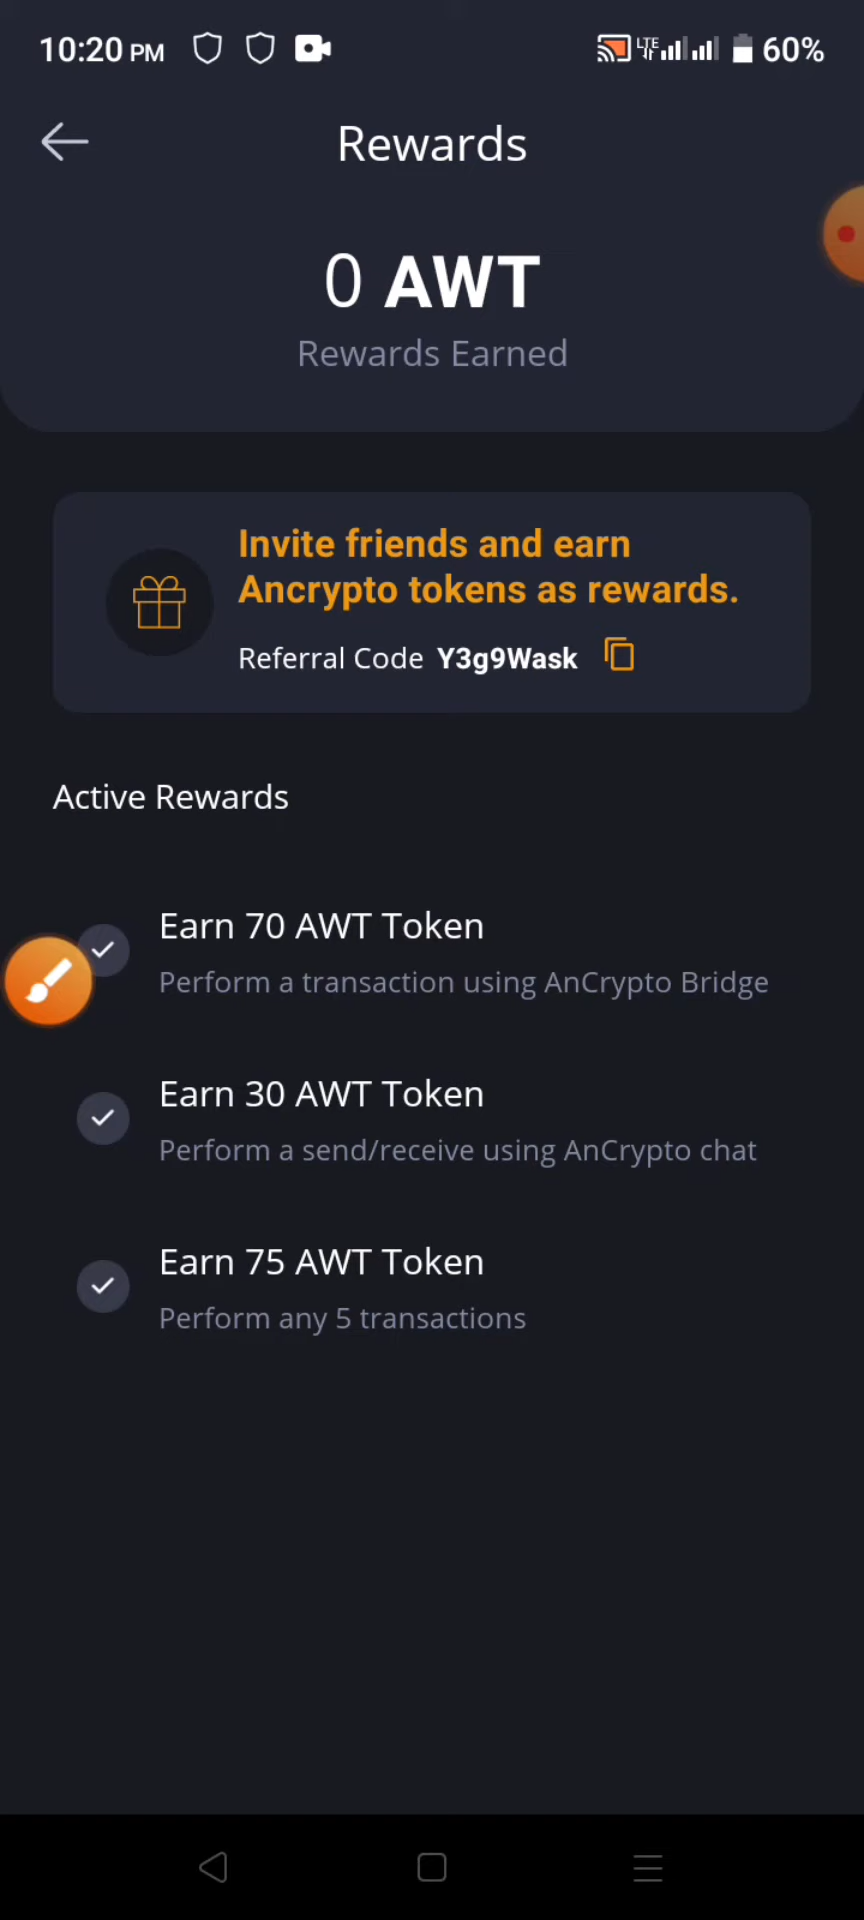 10:20 PM
LTE
60%
Rewards
0 AWT
Rewards Earned
Invite friends and earn
Ancrypto tokens as rewards.
Referral Code Y3g9Wask
Active Rewards
Earn 70 AWT Token
Perform a transaction using AnCrypto Bridge
Earn 30 AWT Token
Perform a send/receive using AnCrypto chat
Earn 75 AWT Token
Perform any 5 transactions